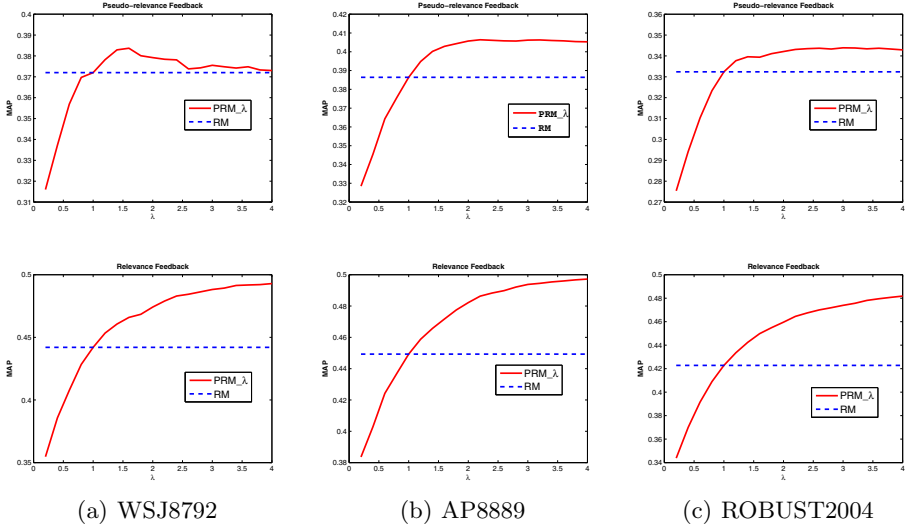 Pseudo-relevance Feedback
0.4
0.39
0.38
0.37
0.36
0.35
0.34
0.33
0.32
0.31
MAP
PRM_λ
RM
0 0.5 1 1.5 2 2.5 3 3.5 4
λ
Pseudo-relevance Feedback
0.42
0.41
0.4
0.39
0.38
0.37
0.36
0.35
0.34
0.33
0.32
MAP
PRM_λ
RM
0 0.5 1 1.5 2 2.5 3 3.5 4
λ
Pseudo-relevance Feedback
0.36
0.35
0.34
0.33
0.32
0.31
0.3
0.29
0.28
0.27
MAP
PRM_λ
RM
0 0.5 1 1.5 2 2.5 3 3.5 4
λ
Relevance Feedback
0.5
0.45
0.4
0.35
MAP
PRM_λ
RM
0 0.5 1 1.5 2 2.5 3 3.5 4
λ
Relevance Feedback
0.5
0.48
0.46
0.44
0.42
0.4
0.38
MAP
PRM_λ
RM
0 0.5 1 1.5 2 2.5 3 3.5 4
λ
Relevance Feedback
0.5
0.48
0.46
0.44
0.42
0.4
0.38
0.36
0.34
MAP
PRM_λ
RM
0 0.5 1 1.5 2 2.5 3 3.5 4
λ
(a) WSJ8792
(b) AP8889
(c) ROBUST2004